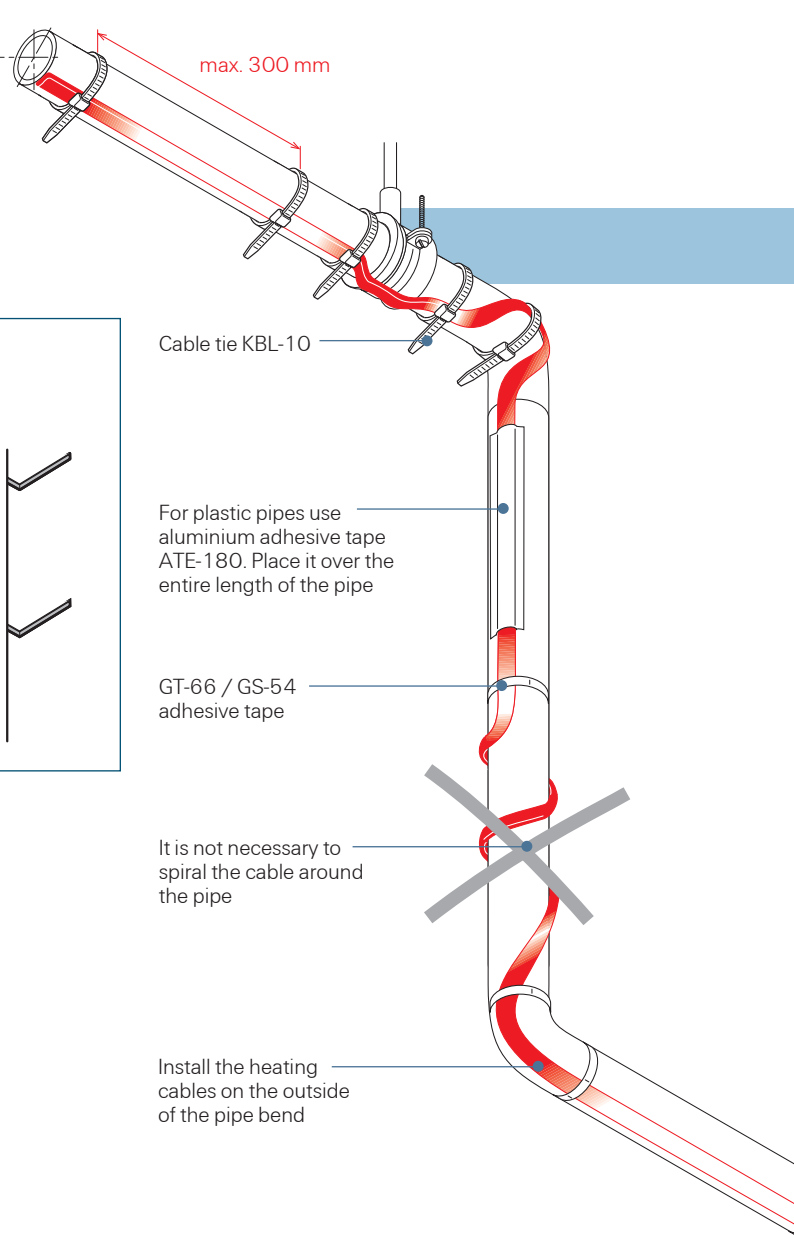 max. 300 mm
Cable tie KBL-10
For plastic pipes use
aluminium adhesive tape
ATE-180. Place it over the
entire length of the pipe
GT-66 / GS-54
adhesive tape
It is not necessary to
spiral the cable around
the pipe
Install the heating
cables on the outside
of the pipe bend